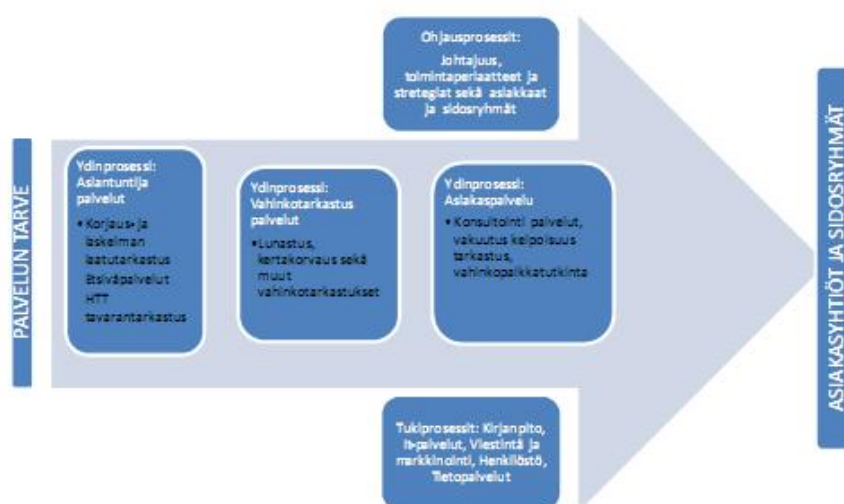 Ohjausprosessit:
Johtajuus,
toimintaperiaatteet ja
stretegiat sekä asiakkaat
ja sidosryhmät
PALVELUN TARVE
Ydinprosessi:
Asiantuntija
palvelut
•Korjaus- ja
laskelman
laatutarkastus
Etsiväpalvelut
HTT
tavarantarkastus
Ydinprosessi:
Vahinkotarkastus
palvelut
•Lunastus,
kertakorvaus sekä
muut
vahinkotarkastukset
Ydinprosessi:
Asiakaspalvelu
•Konsultointi palvelut,
vakuutus kelpoisuus
tarkastus,
vahinkopaikkatutkinta
ASIAKASYHTIÖT JA SIDOSRYHMÄT
Tukiprosessit: Kirjanpito,
It-palvelut, Viestintä ja
markkinointi, Henkilöstö,
Tietopalvelut